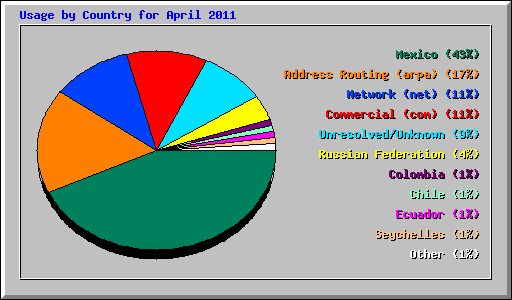 Usage by Country for April 2011
Mexico (43%)
Address Routing (arpa) (17%)
Network (net) (11%)
Commercial (com) (11%)
Unresolved/Unknown (9%)
Russian Federation (4%)
Colombia (1%)
Chile (1%)
Ecuador (1%)
Seychelles (1%)
Other (1%)